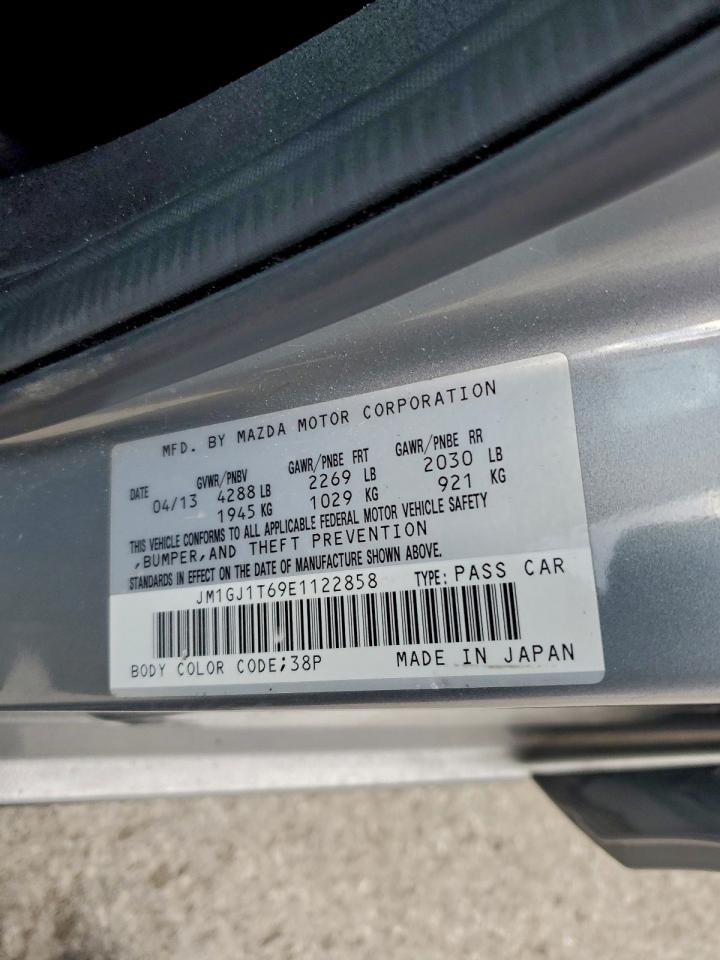 MFD. BY MAZDA MOTOR CORPORATION
DATE GVWR/PNBV GAWR/PNBE FRT GAWR/PNBE RR
04/13 4288 LB 2269 LB 2030 LB
1945 KG 1029 KG 921 KG
THIS VEHICLE CONFORMS TO ALL APPLICABLE FEDERAL MOTOR VEHICLE SAFETY
,BUMPER,AND THEFT PREVENTION
STANDARDS IN EFFECT ON THE DATE OF MANUFACTURE SHOWN ABOVE.
JM1GJ1T69E1122858 TYPE: PASS CAR
BODY COLOR CODE;38P MADE IN JAPAN